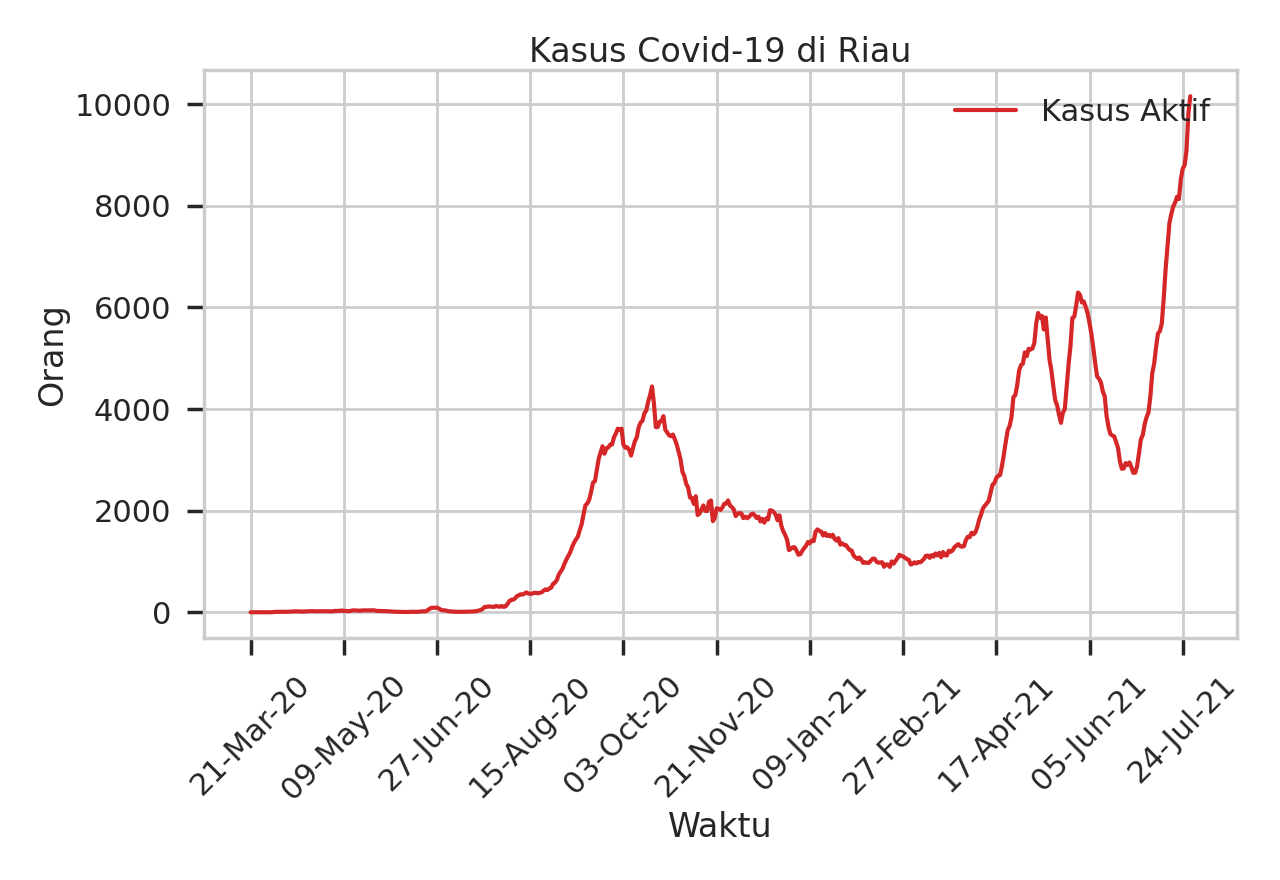 Kasus Covid-19 di Riau
Kasus Aktif
10000
8000
6000
4000
2000
0
Orang
21-Mar-20
09-May-20
27-Jun-20
15-Aug-20
03-Oct-20
21-Nov-20
09-Jan-21
27-Feb-21
17-Apr-21
05-Jun-21
24-Jul-21
Waktu